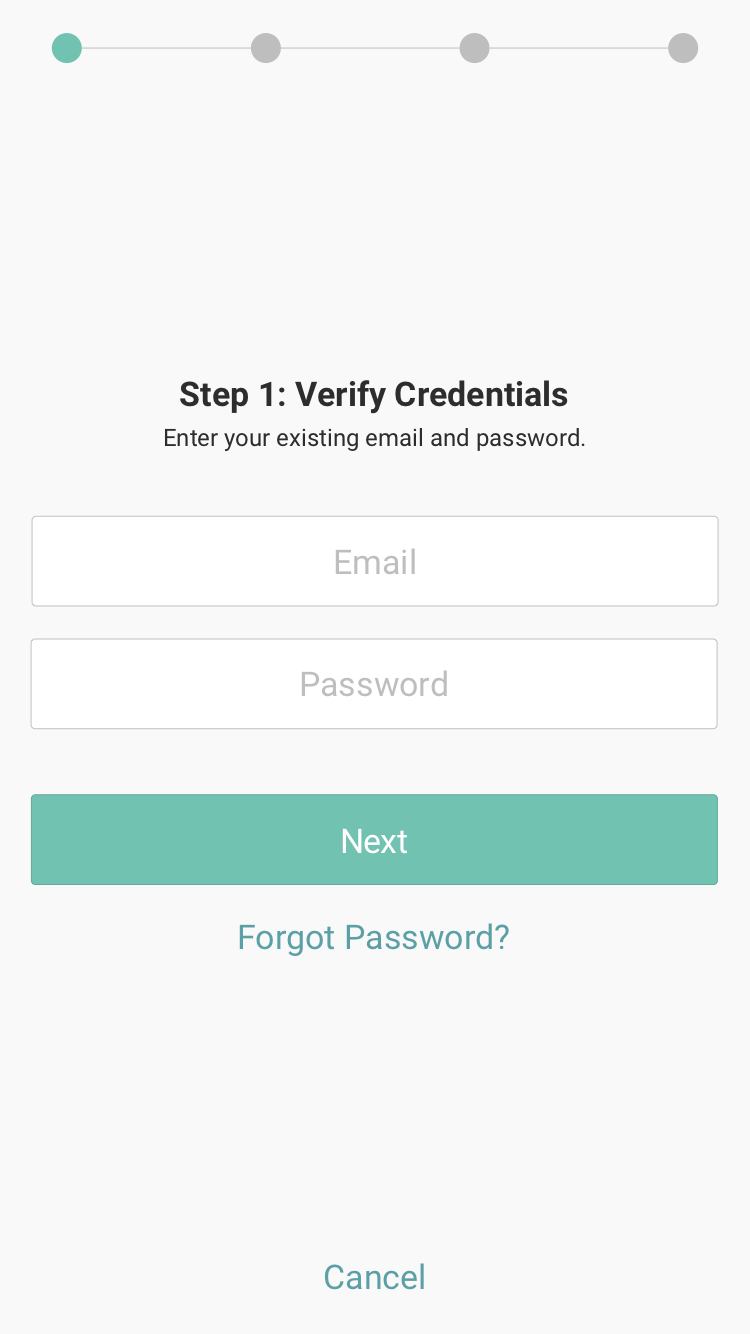 Step 1: Verify Credentials
Enter your existing email and password.
Email
Password
Next
Forgot Password?
Cancel